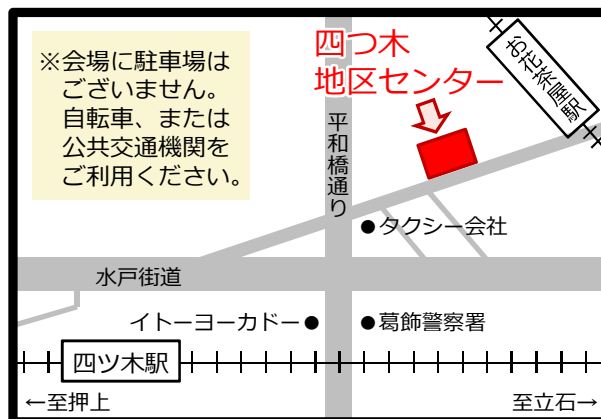 ※会場に駐車場は
ございません。
自転車、または
公共交通機関を
ご利用ください。
四つ木
地区センター
お花茶屋駅
平和橋通り
●タクシー会社
水戸街道
イトーヨーカドー●
●葛飾警察署
四ツ木駅
←至押上
至立石→